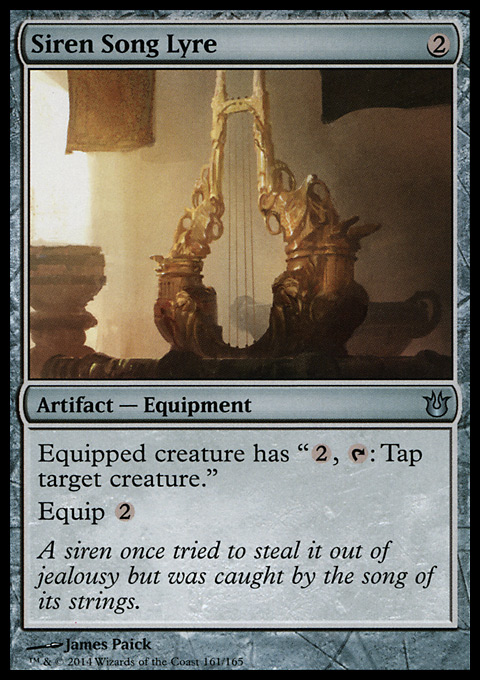 Siren Song Lyre 2
Artifact — Equipment
Equipped creature has “2, : Tap
target creature.”
Equip 2
A siren once tried to steal it out of
jealousy but was caught by the song of
its strings.
James Paick
™ & © 2014 Wizards of the Coast 161/165